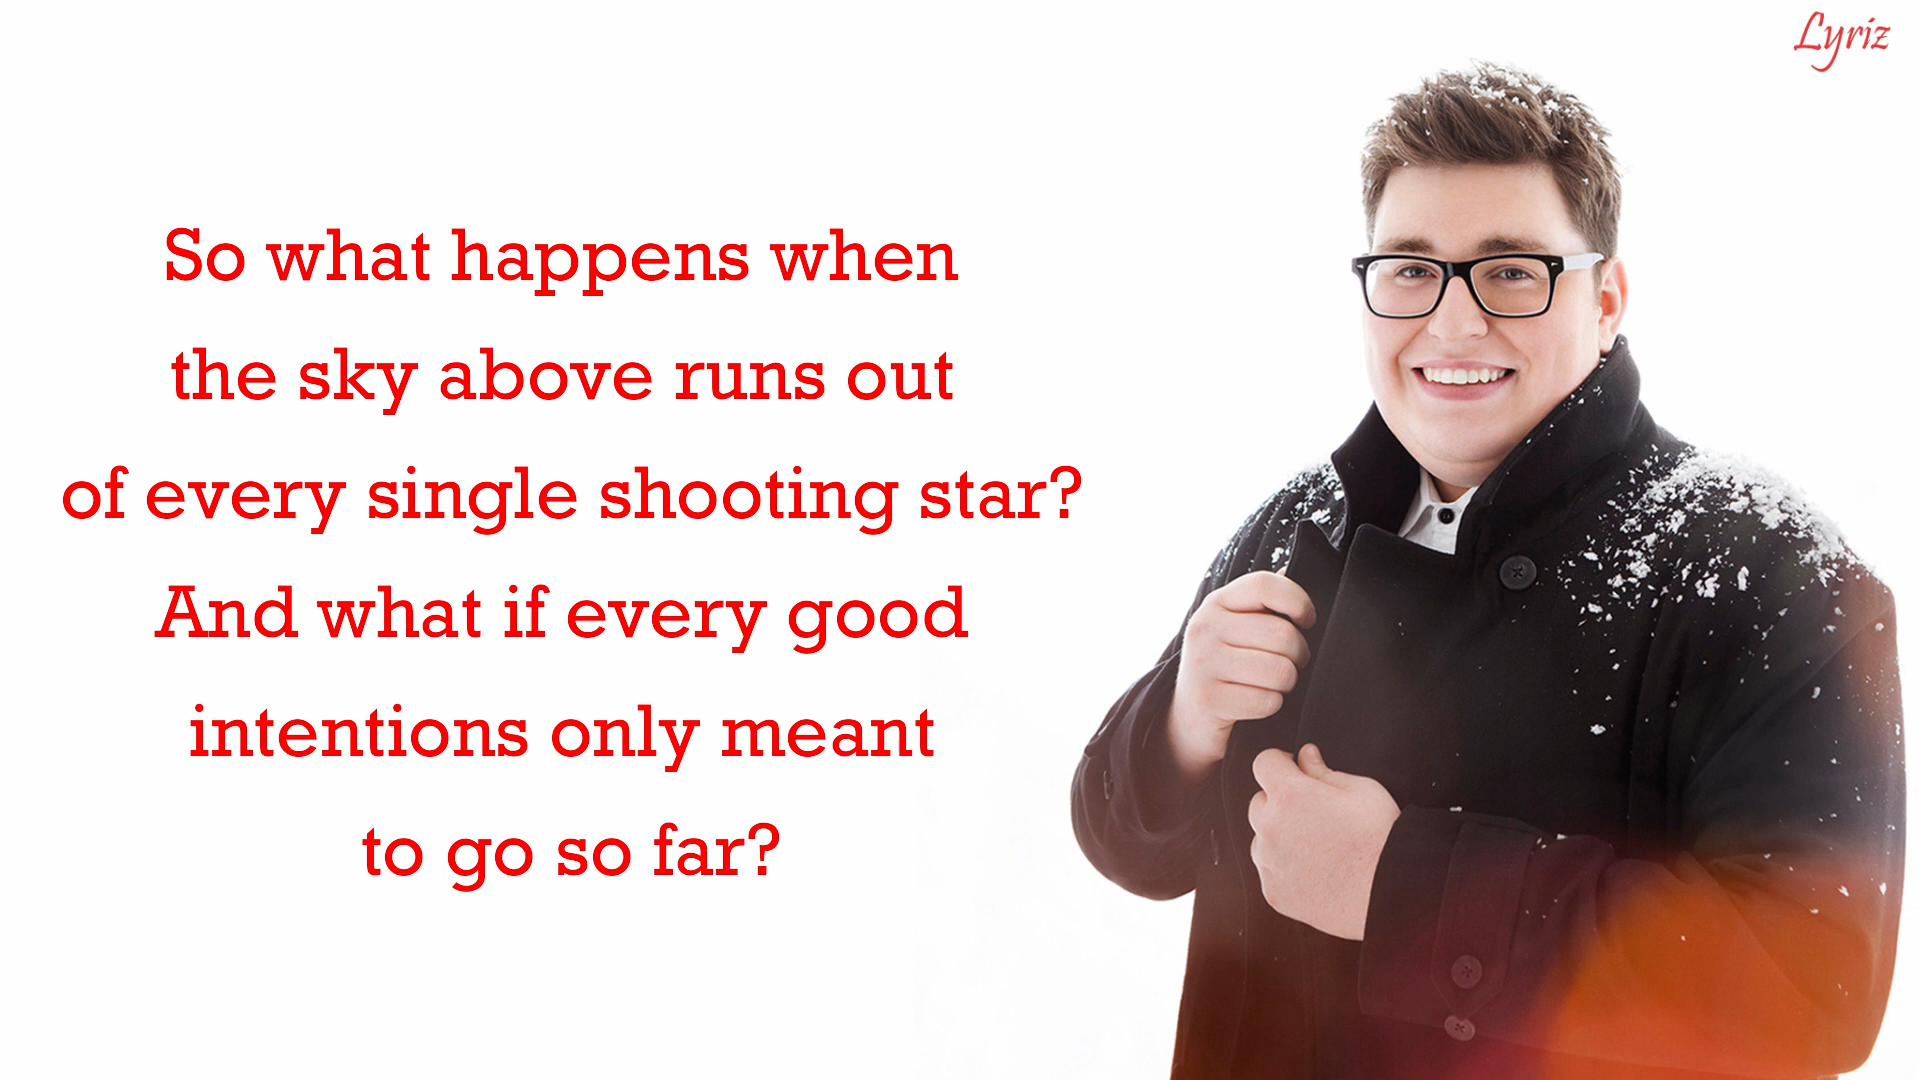 Lyriz
So what happens when
the sky above runs out
of every single shooting star?
And what if every good
intentions only meant
to go so far?